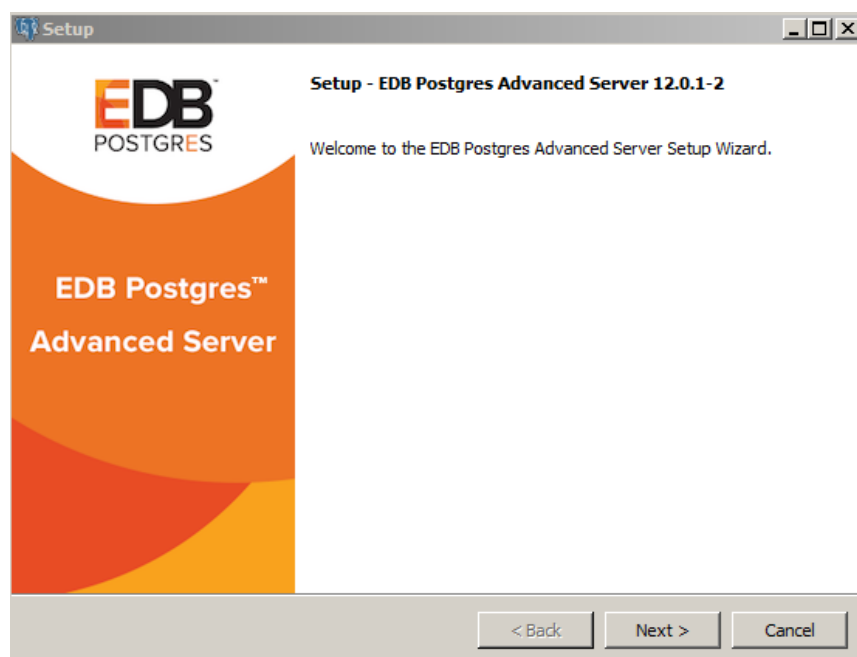 Setup
EDB™
POSTGRES
Setup - EDB Postgres Advanced Server 12.0.1-2
Welcome to the EDB Postgres Advanced Server Setup Wizard.
EDB Postgres™
Advanced Server
< Back
Next >
Cancel